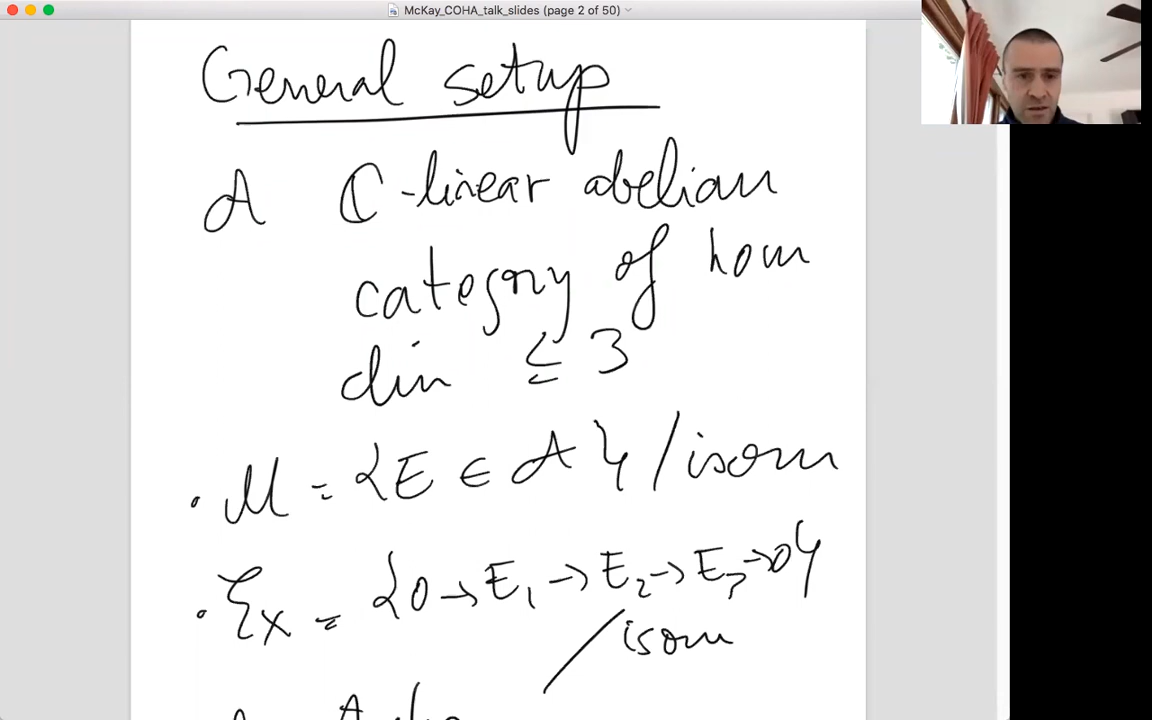 McKay_COHA_talk_slides (page 2 of 50)
General setup
A ℂ-linear abelian
category of hom
dim ≤ 3
• M = {E ∈ A} / isom
• Ex = {0 → E₁ → E₂ → E₃ → 0}
/ isom